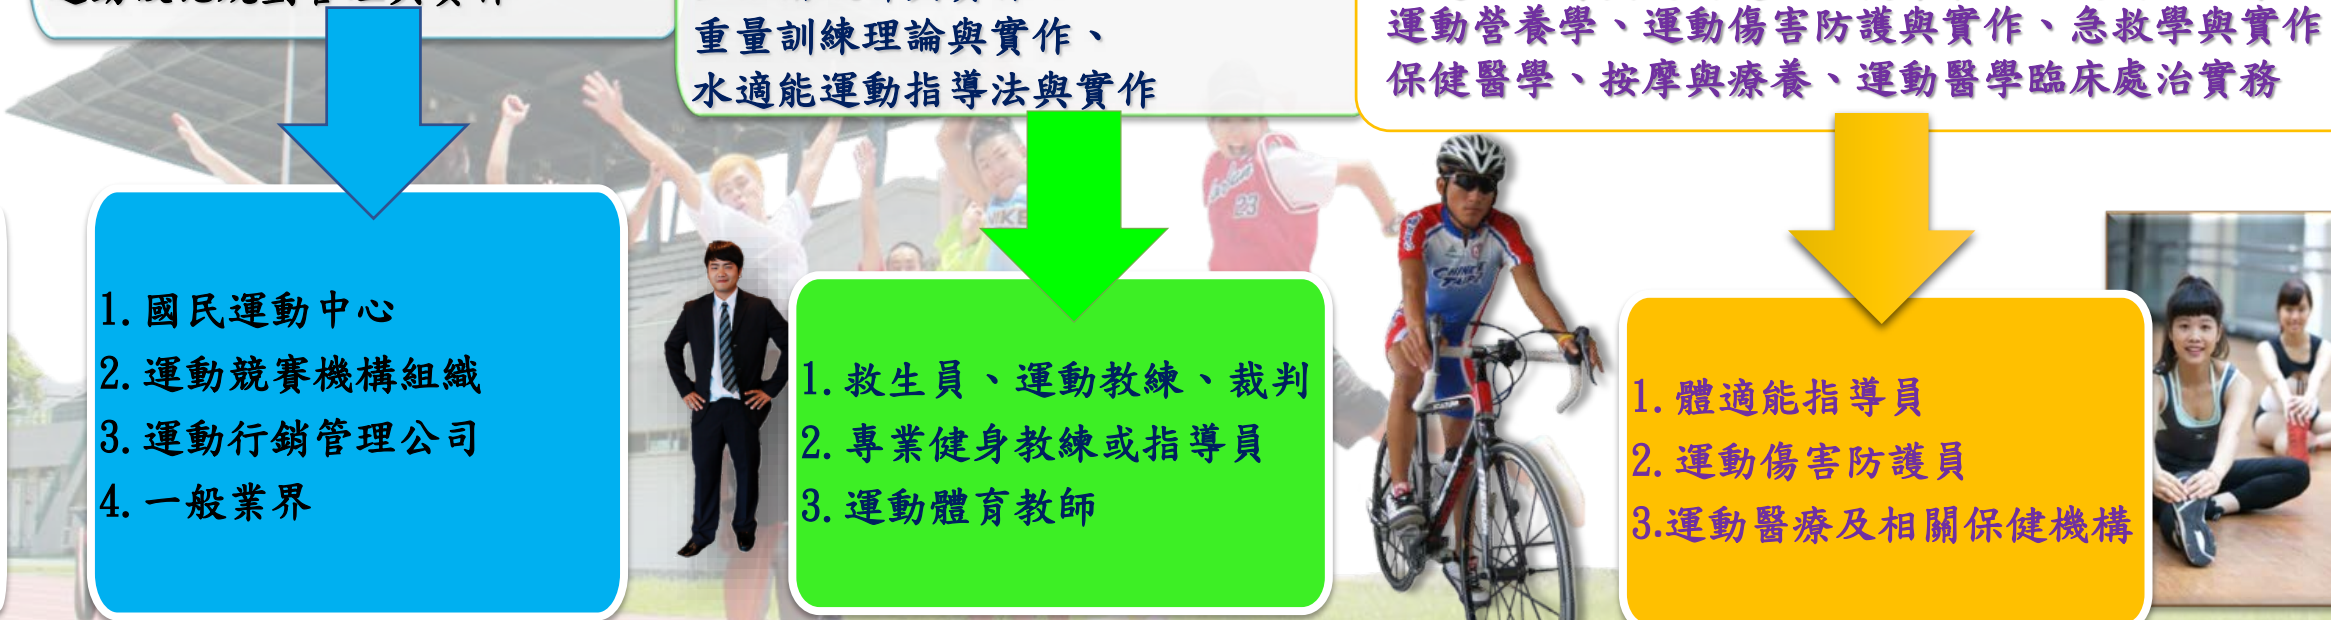 重量訓練理論與實作、
水適能運動指導法與實作
運動營養學、運動傷害防護與實作、急救學與實作
保健醫學、按摩與療養、運動醫學臨床處治實務
1. 國民運動中心
2. 運動競賽機構組織
3. 運動行銷管理公司
4. 一般業界
1. 救生員、運動教練、裁判
2. 專業健身教練或指導員
3. 運動體育教師
1. 體適能指導員
2. 運動傷害防護員
3.運動醫療及相關保健機構
23